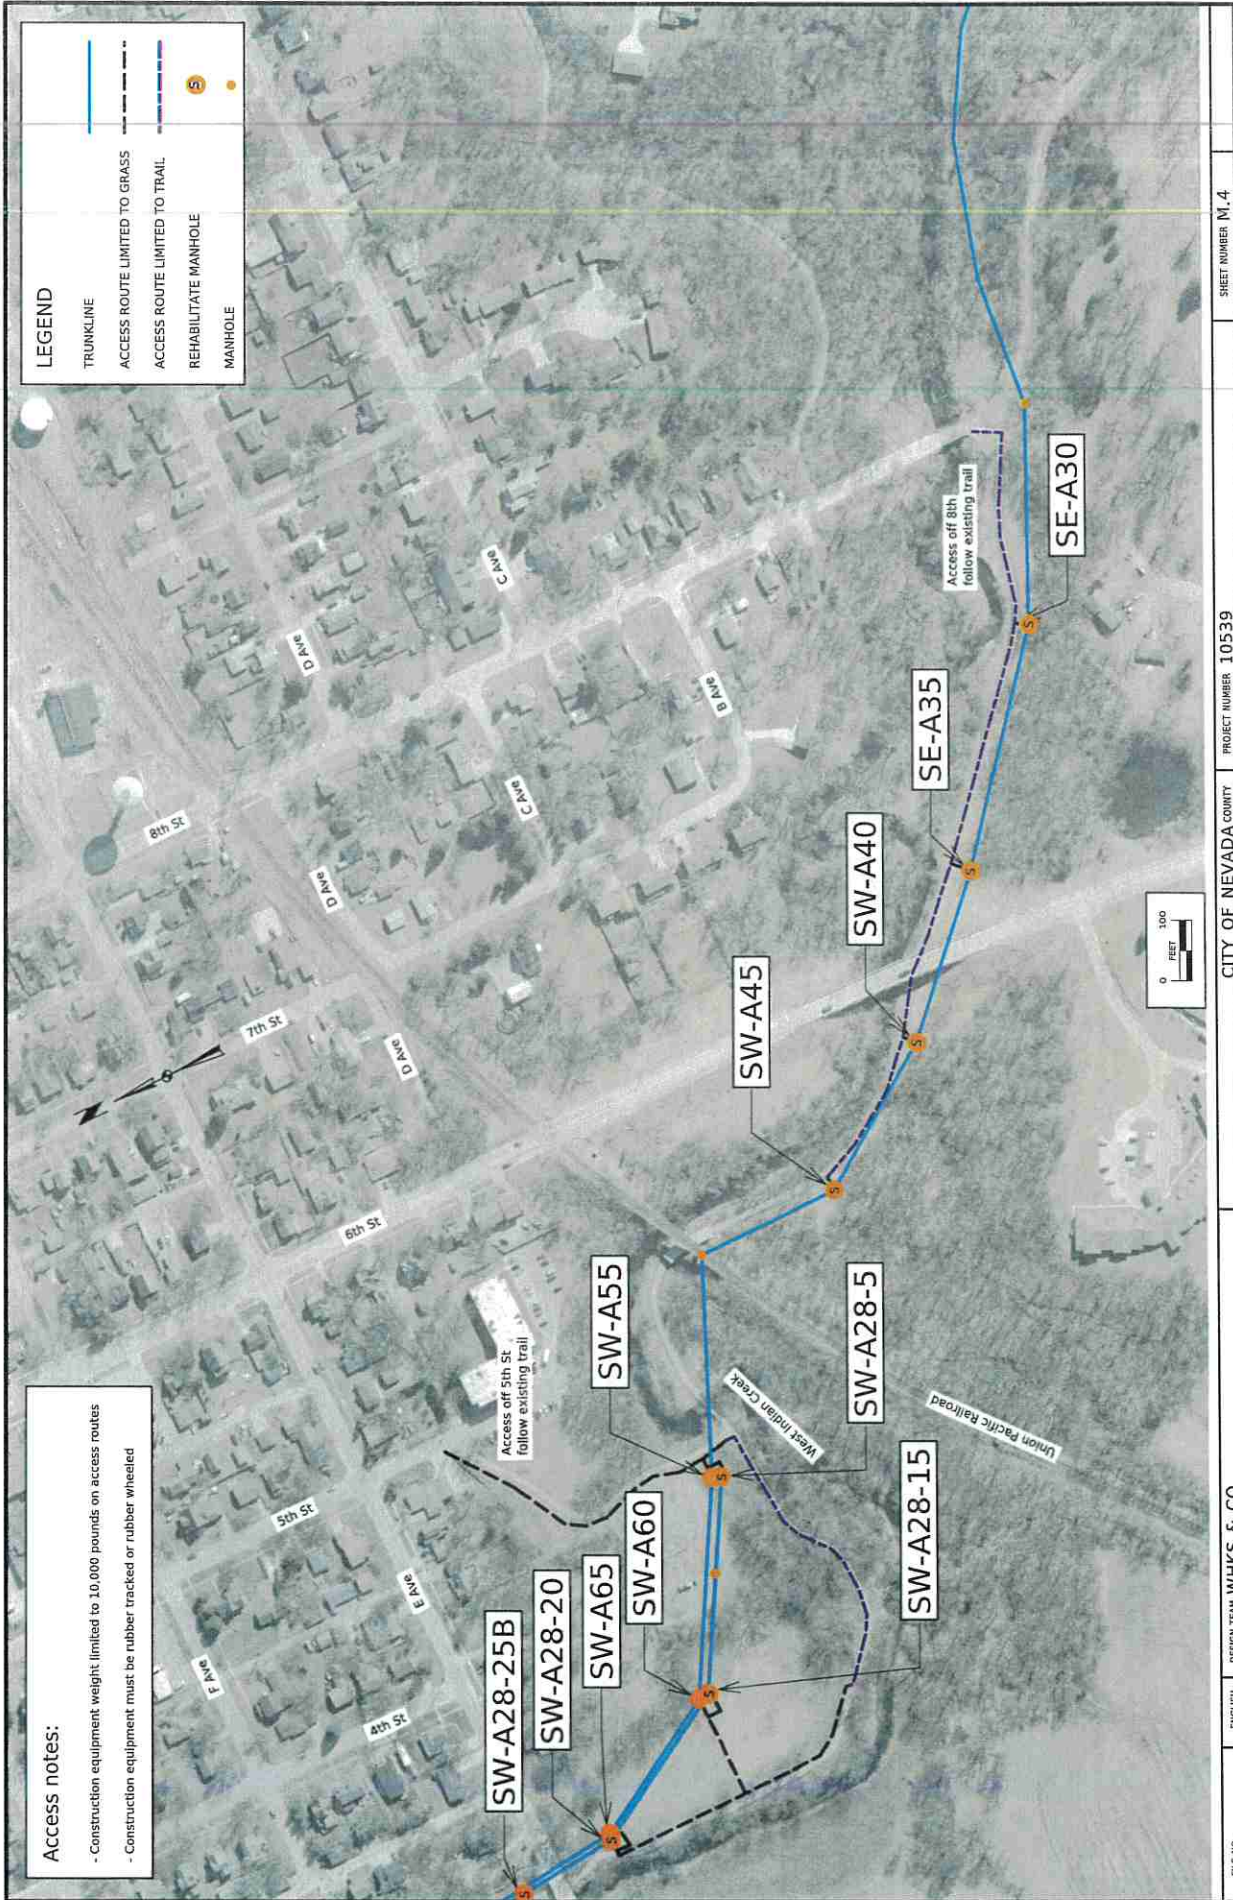 Access notes:
- Construction equipment weight limited to 10,000 pounds on access routes
- Construction equipment must be rubber tracked or rubber wheeled
LEGEND
TRUNKLINE
ACCESS ROUTE LIMITED TO GRASS
ACCESS ROUTE LIMITED TO TRAIL
REHABILITATE MANHOLE
S
MANHOLE
N
F Ave
4th St
E Ave
5th St
6th St
7th St
8th St
D Ave
D Ave
D Ave
C Ave
C Ave
B Ave
Access off 5th St
follow existing trail
Access off 8th
follow existing trail
West Indian Creek
Union Pacific Railroad
SW-A28-25B
SW-A28-20
SW-A65
SW-A60
SW-A55
SW-A28-5
SW-A28-15
SW-A45
SW-A40
SE-A35
SE-A30
S
S
S
S
S
S
S
S
S
0 100
FEET
ENGLISH
DESIGN TEAM WHKS & CO.
CITY OF NEVADA COUNTY
PROJECT NUMBER 10539
SHEET NUMBER M.4